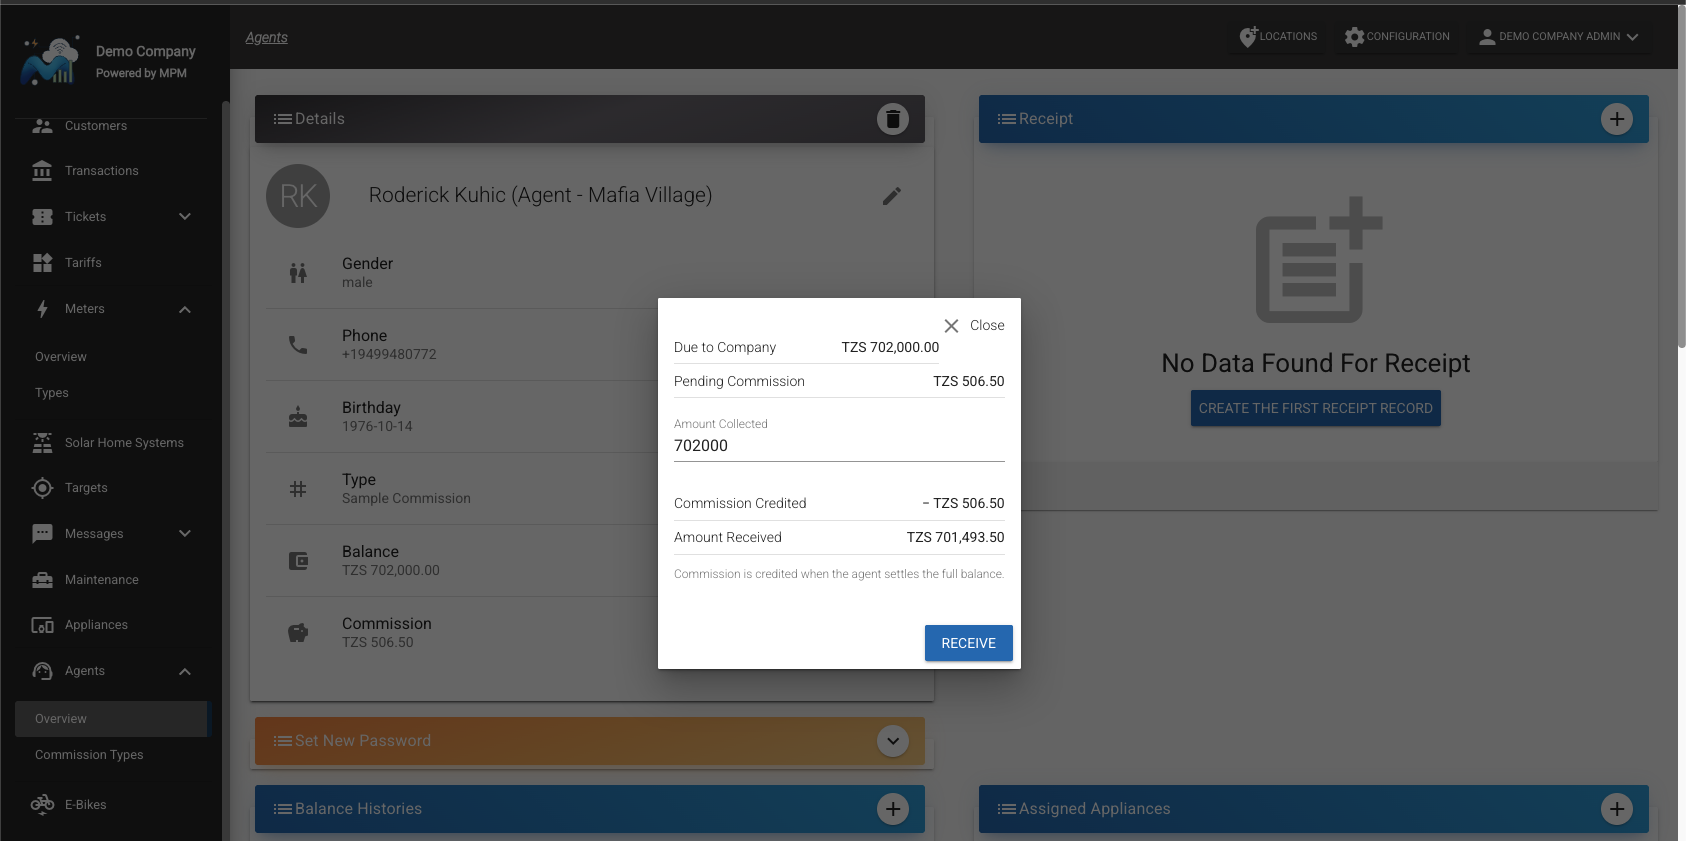 Demo Company
Powered by MPM
Agents
LOCATIONS
CONFIGURATION
DEMO COMPANY ADMIN
Customers
Transactions
Tickets
Tariffs
Meters
Overview
Types
Solar Home Systems
Targets
Messages
Maintenance
Appliances
Agents
Overview
Commission Types
E-Bikes
Details
RK
Roderick Kuhic (Agent - Mafia Village)
Gender
male
Phone
+19499480772
Birthday
1976-10-14
Type
Sample Commission
Balance
TZS 702,000.00
Commission
TZS 506.50
Set New Password
Balance Histories
Close
Due to Company TZS 702,000.00
Pending Commission TZS 506.50
Amount Collected
702000
Commission Credited − TZS 506.50
Amount Received TZS 701,493.50
Commission is credited when the agent settles the full balance.
RECEIVE
Receipt
No Data Found For Receipt
CREATE THE FIRST RECEIPT RECORD
Assigned Appliances